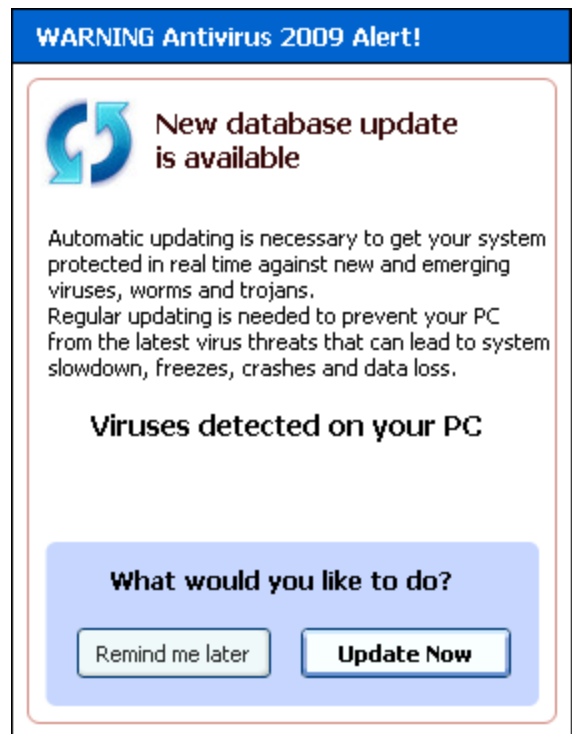 WARNING Antivirus 2009 Alert!
New database update
is available
Automatic updating is necessary to get your system
protected in real time against new and emerging
viruses, worms and trojans.
Regular updating is needed to prevent your PC
from the latest virus threats that can lead to system
slowdown, freezes, crashes and data loss.
Viruses detected on your PC
What would you like to do?
Remind me later
Update Now